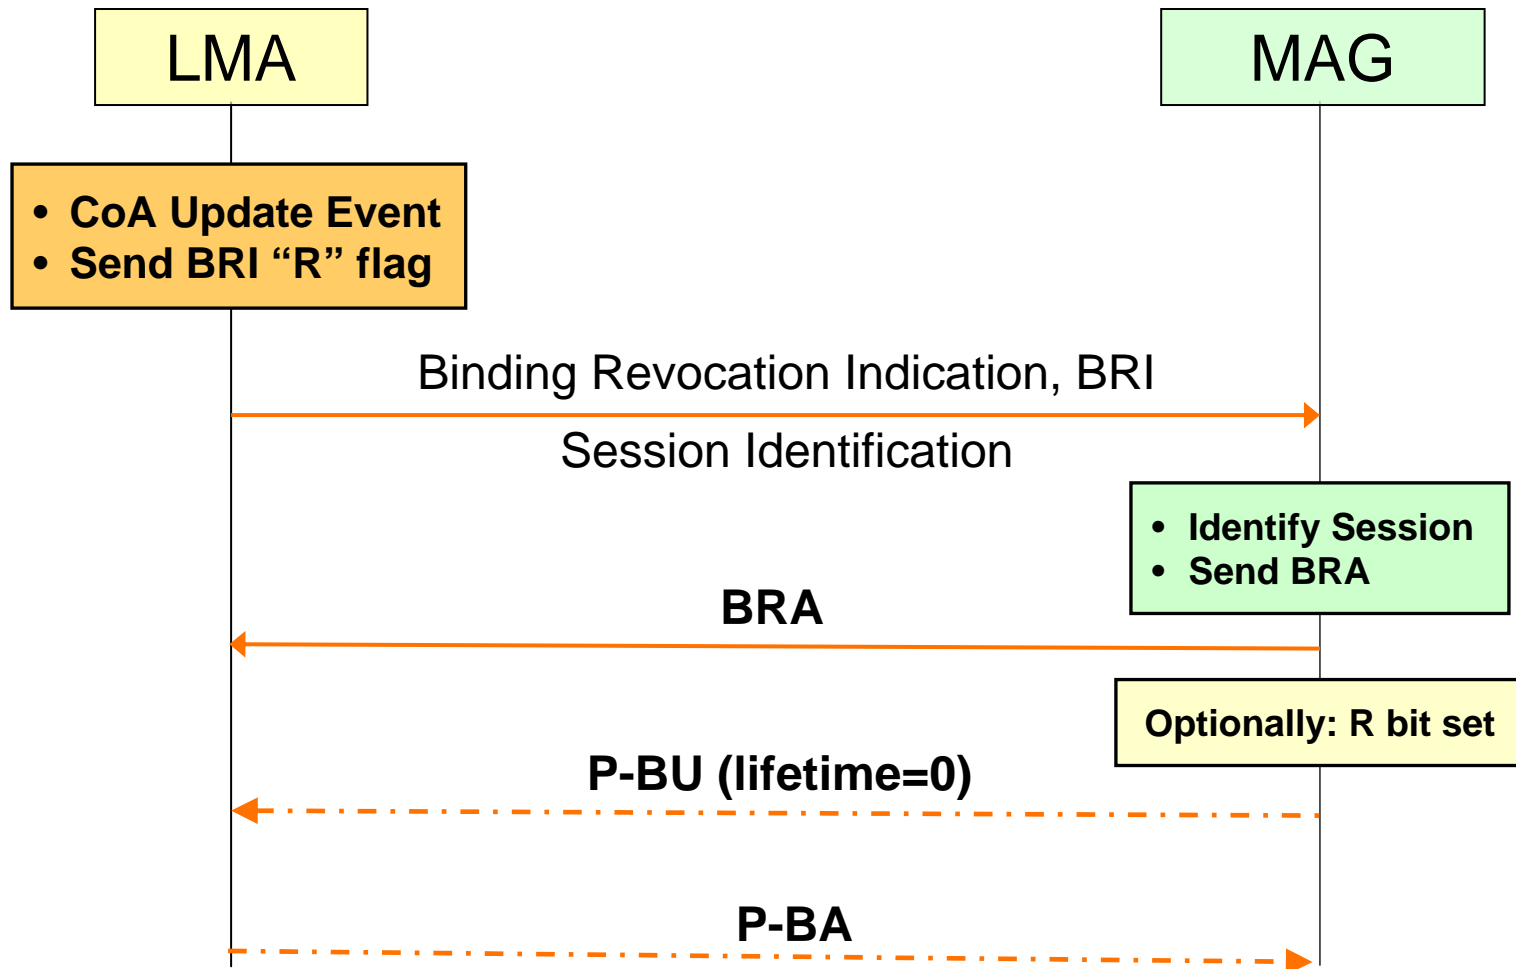 LMA
MAG
• CoA Update Event
• Send BRI “R” flag
Binding Revocation Indication, BRI
Session Identification
• Identify Session
• Send BRA
BRA
Optionally: R bit set
P-BU (lifetime=0)
P-BA